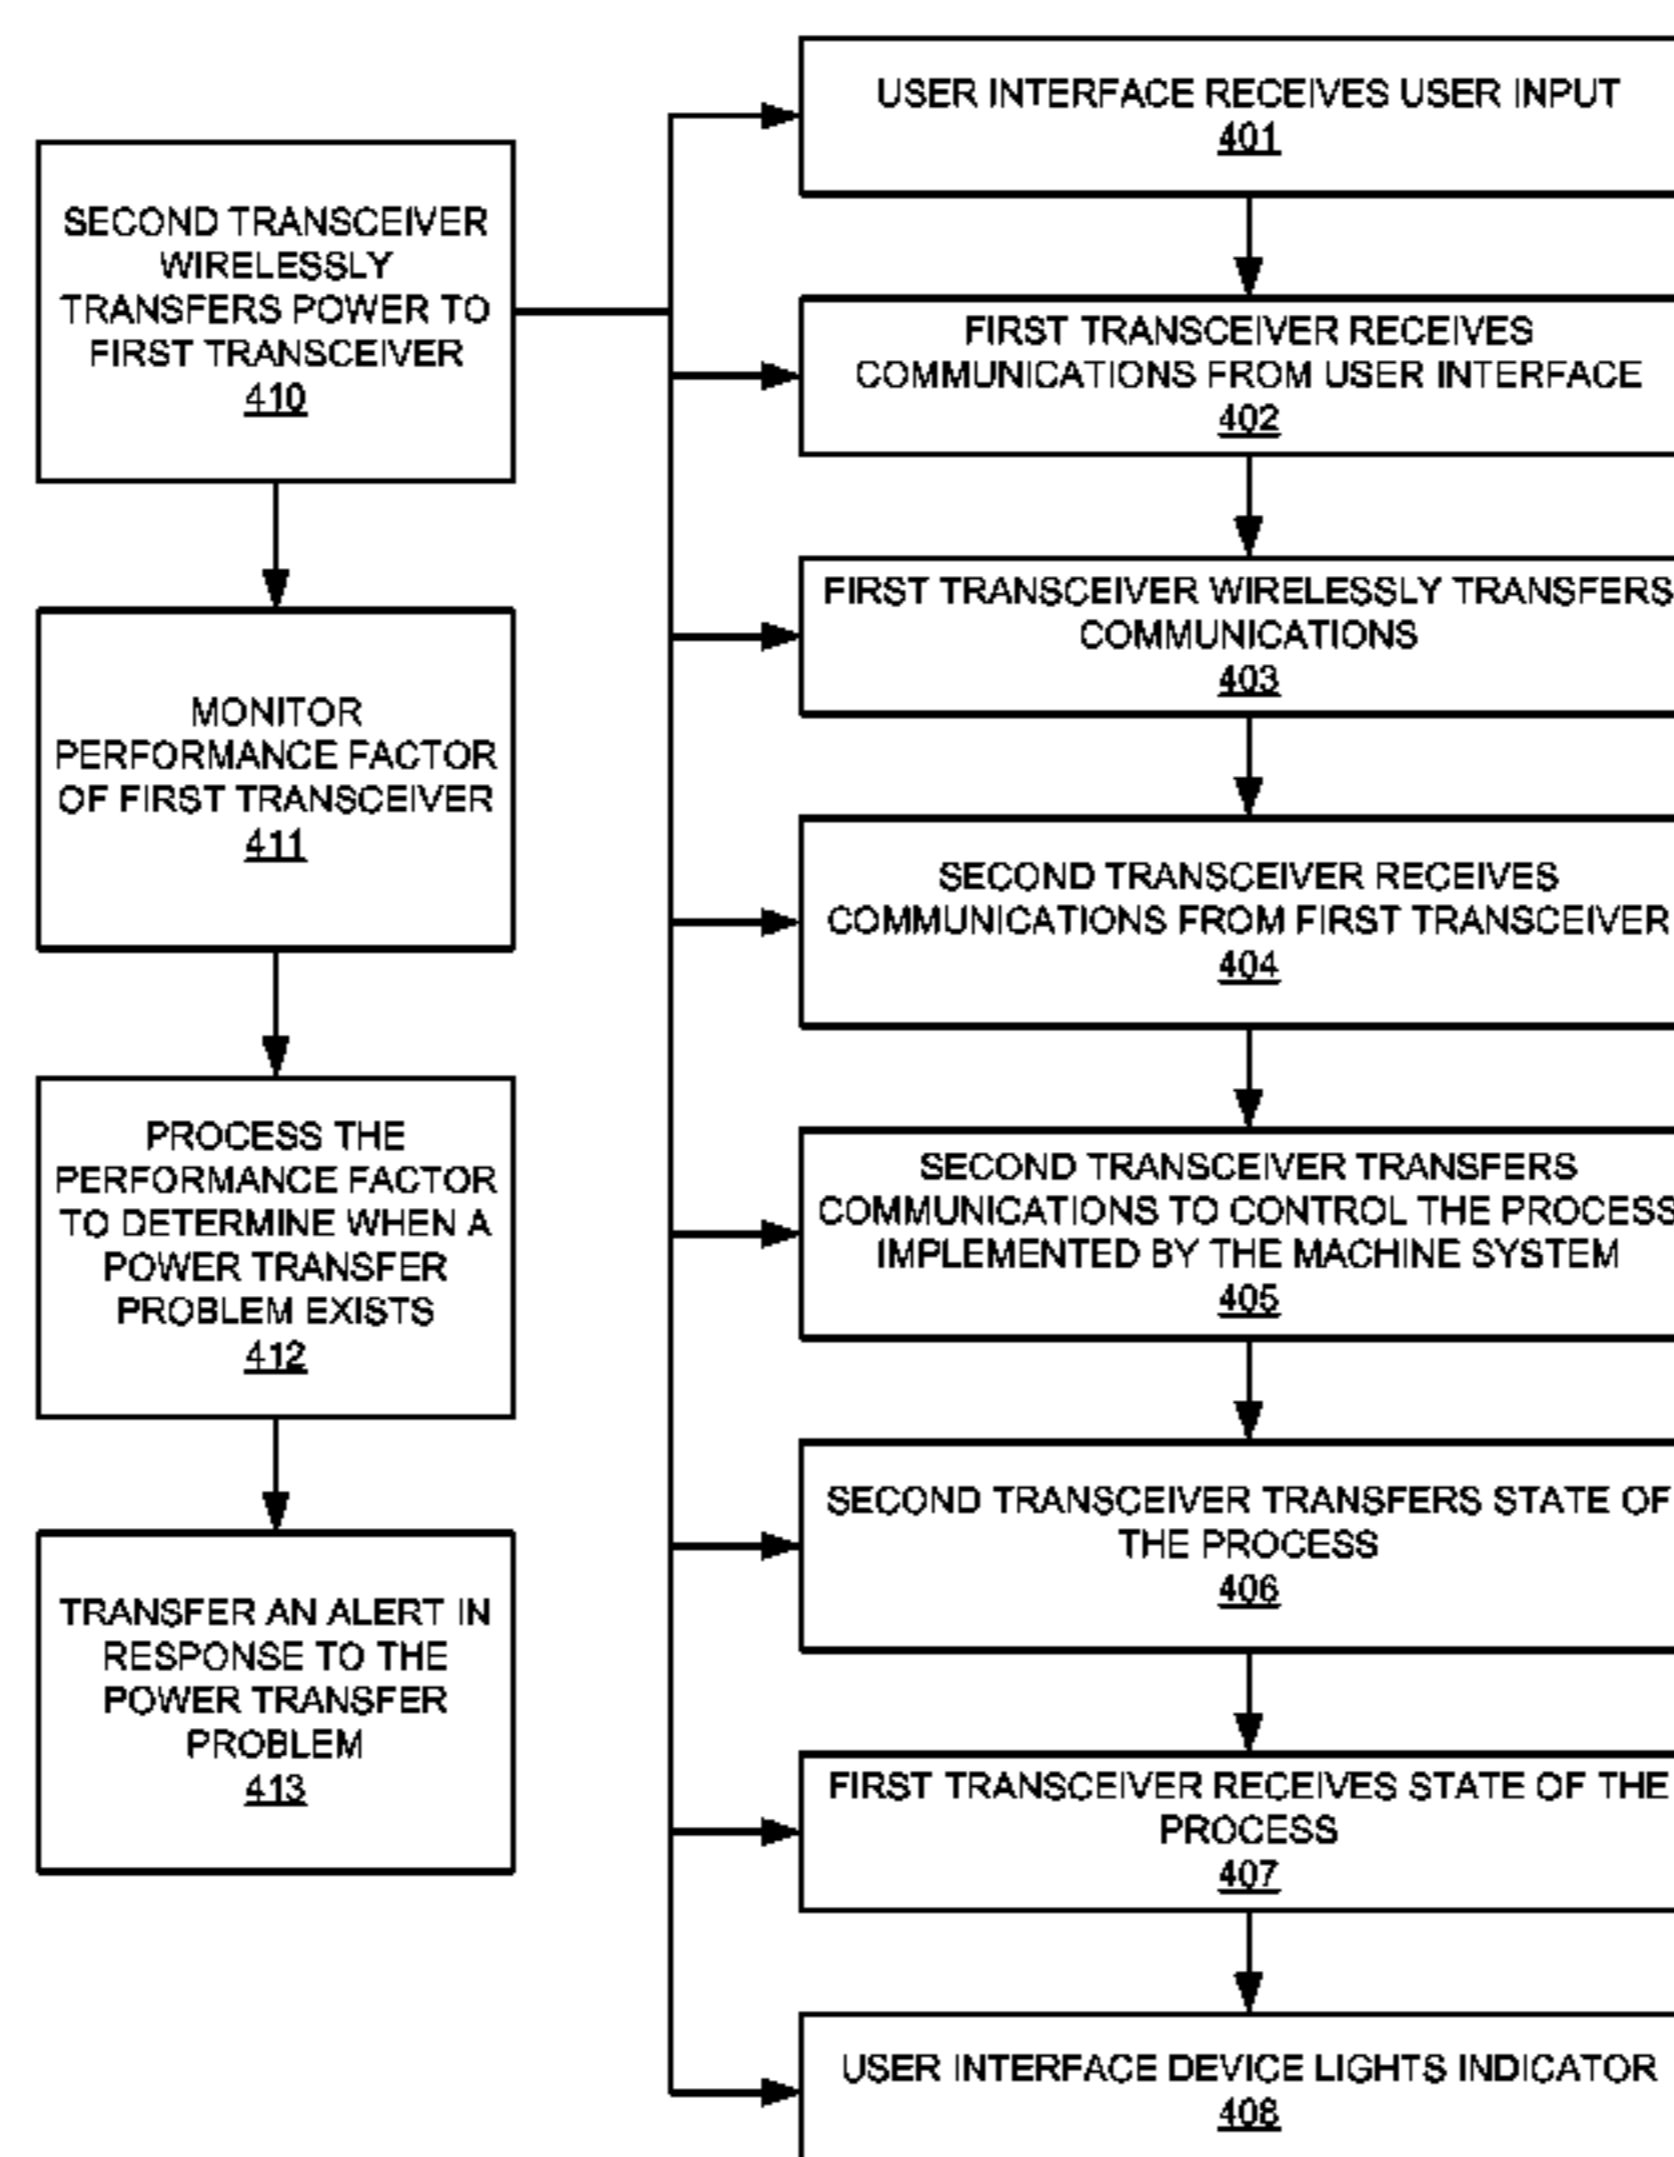 SECOND TRANSCEIVER
WIRELESSLY
TRANSFERS POWER TO
FIRST TRANSCEIVER
410
MONITOR
PERFORMANCE FACTOR
OF FIRST TRANSCEIVER
411
PROCESS THE
PERFORMANCE FACTOR
TO DETERMINE WHEN A
POWER TRANSFER
PROBLEM EXISTS
412
TRANSFER AN ALERT IN
RESPONSE TO THE
POWER TRANSFER
PROBLEM
413
USER INTERFACE RECEIVES USER INPUT
401
FIRST TRANSCEIVER RECEIVES
COMMUNICATIONS FROM USER INTERFACE
402
FIRST TRANSCEIVER WIRELESSLY TRANSFERS
COMMUNICATIONS
403
SECOND TRANSCEIVER RECEIVES
COMMUNICATIONS FROM FIRST TRANSCEIVER
404
SECOND TRANSCEIVER TRANSFERS
COMMUNICATIONS TO CONTROL THE PROCESS
IMPLEMENTED BY THE MACHINE SYSTEM
405
SECOND TRANSCEIVER TRANSFERS STATE OF
THE PROCESS
406
FIRST TRANSCEIVER RECEIVES STATE OF THE
PROCESS
407
USER INTERFACE DEVICE LIGHTS INDICATOR
408